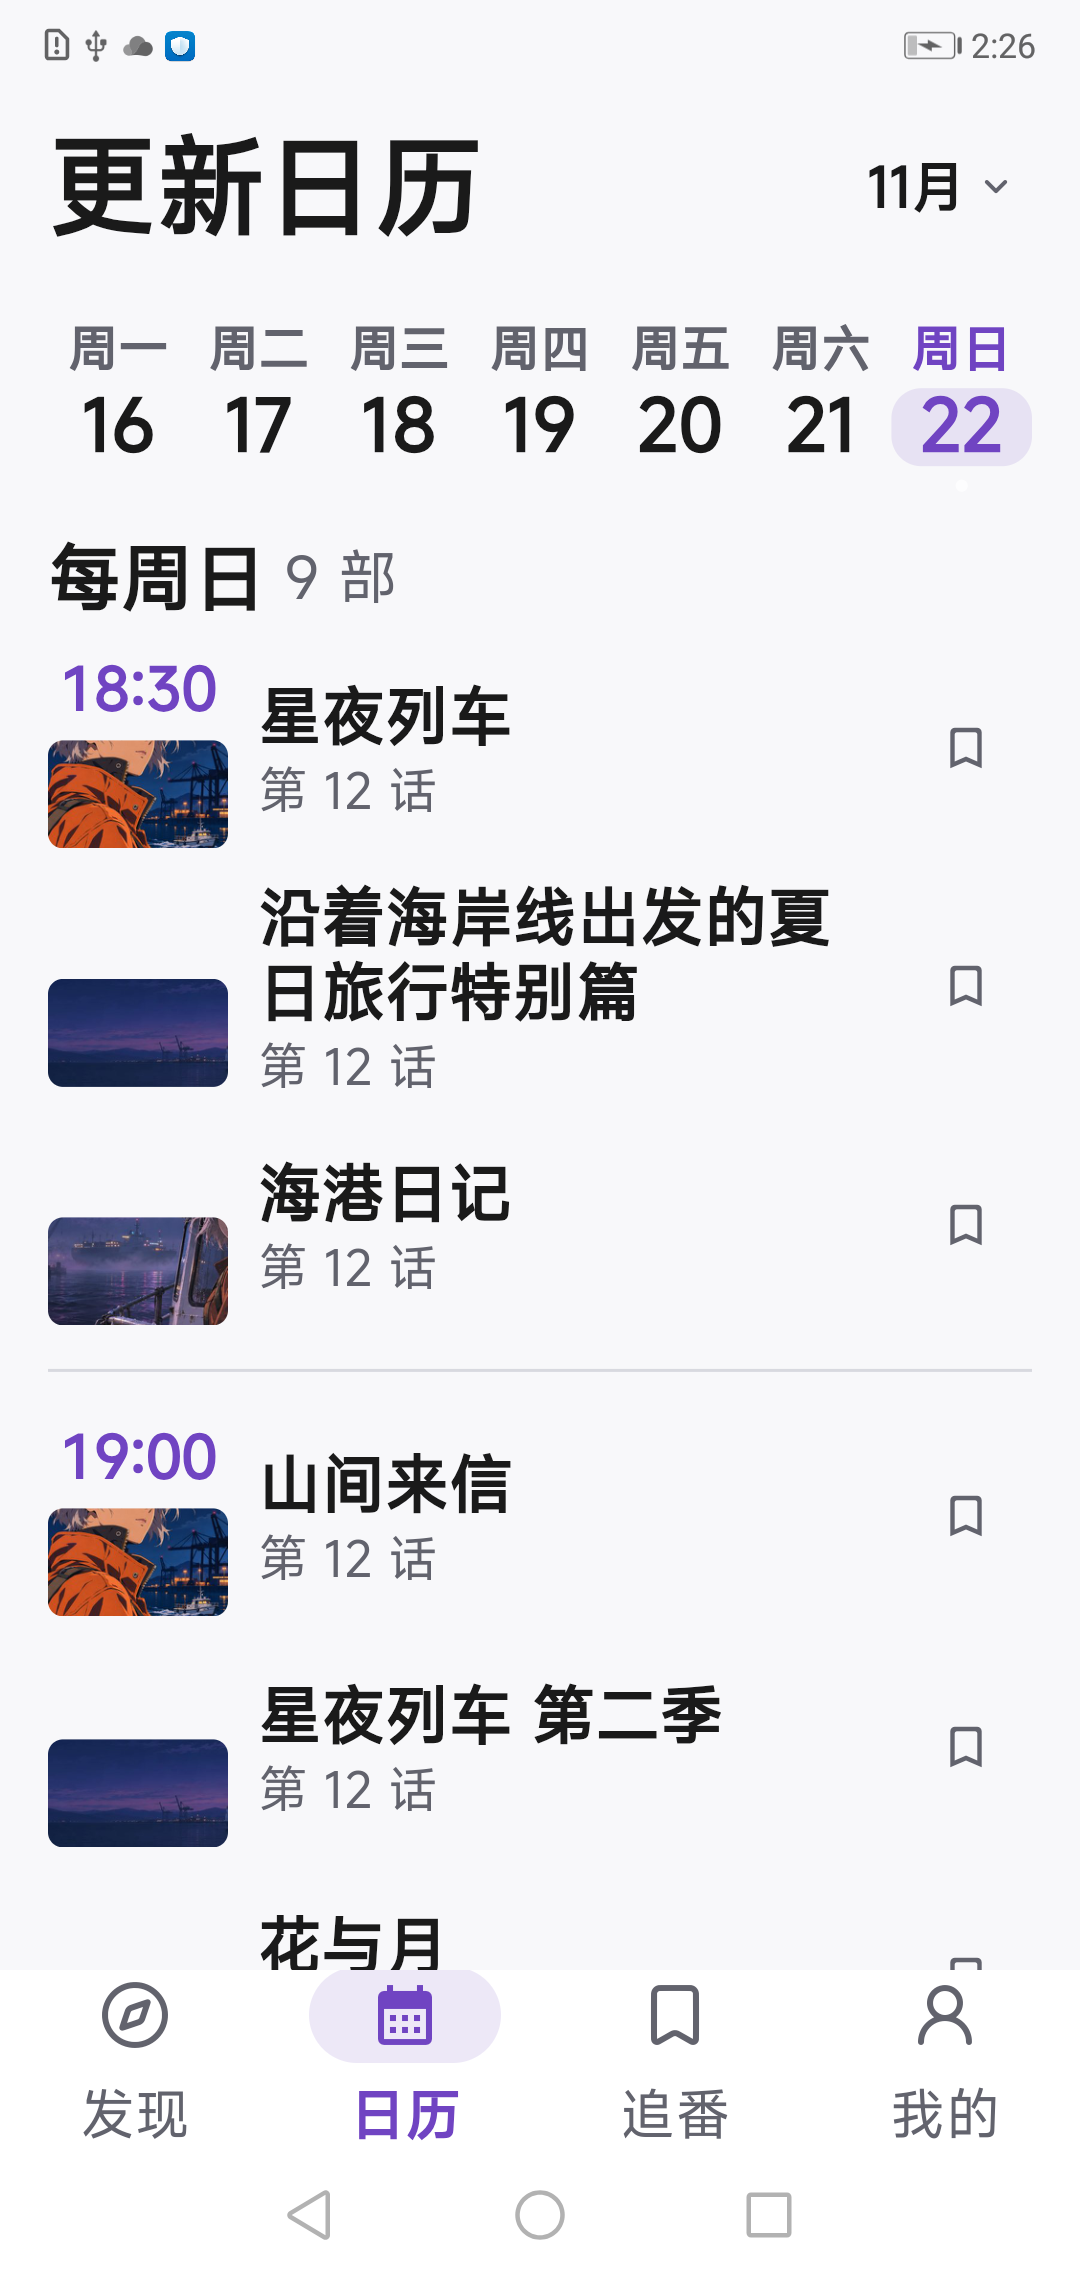 2:26
更新日历
11月
周一 周二 周三 周四 周五 周六 周日
16 17 18 19 20 21 22
每周日 9 部
18:30
星夜列车
第 12 话
沿着海岸线出发的夏
日旅行特别篇
第 12 话
海港日记
第 12 话
19:00
山间来信
第 12 话
星夜列车 第二季
第 12 话
花与月
发现 日历 追番 我的